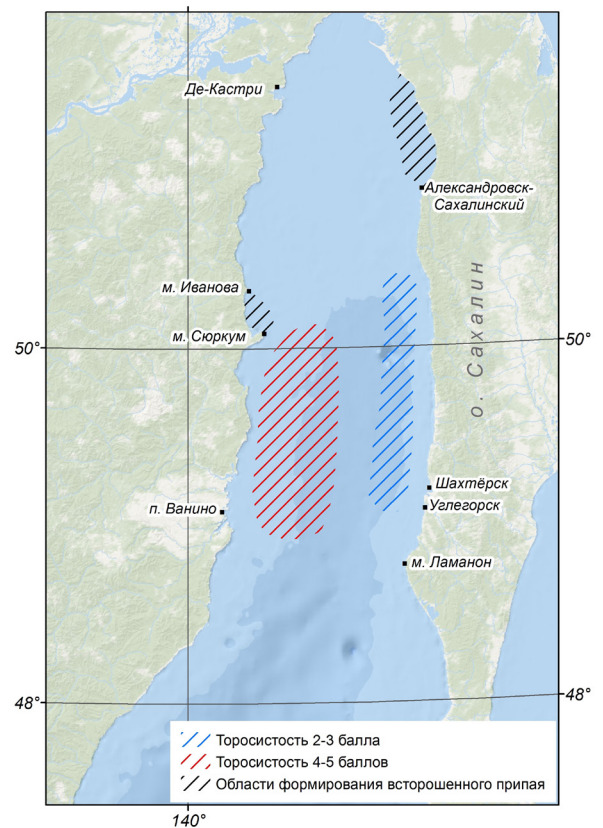 Де-Кастри
Александровск-
Сахалинский
м. Иванова
м. Сюркум
50°
50°
о. Сахалин
Шахтёрск
Углегорск
п. Ванино
м. Ламанон
48°
48°
Торосистость 2-3 балла
Торосистость 4-5 баллов
Области формирования всторошенного припая
140°